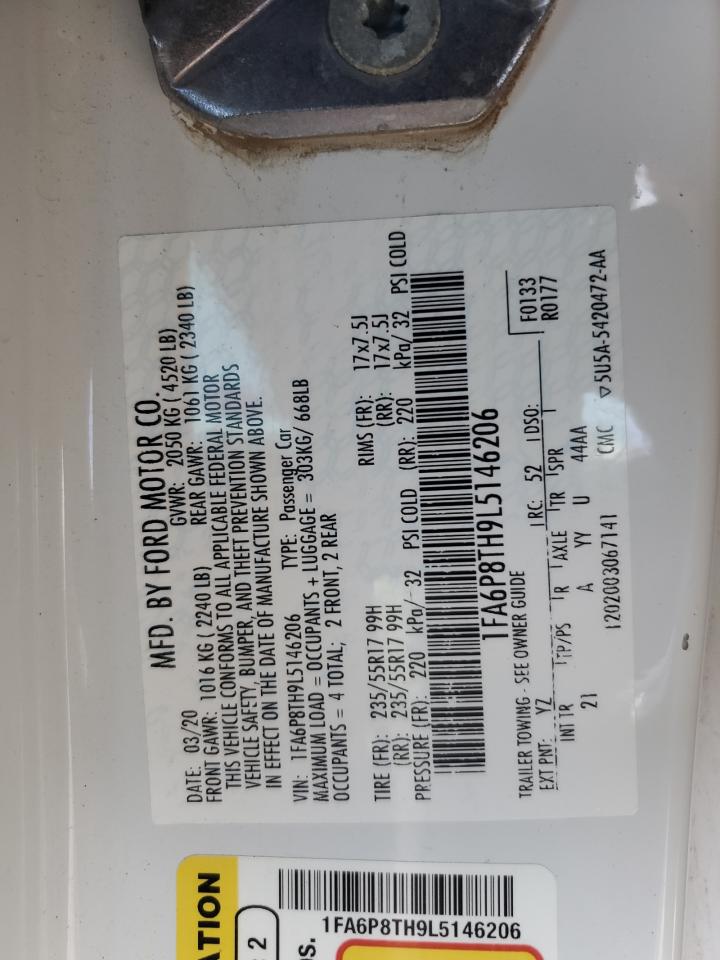 MFD. BY FORD MOTOR CO.
DATE: 03/20 GVWR: 2050 KG ( 4520 LB)
FRONT GAWR: 1016 KG ( 2240 LB) REAR GAWR: 1061 KG ( 2340 LB)
THIS VEHICLE CONFORMS TO ALL APPLICABLE FEDERAL MOTOR
VEHICLE SAFETY, BUMPER, AND THEFT PREVENTION STANDARDS
IN EFFECT ON THE DATE OF MANUFACTURE SHOWN ABOVE.
VIN: 1FA6P8TH9L5146206 TYPE: Passenger Car
MAXIMUM LOAD = OCCUPANTS + LUGGAGE = 303KG/ 668LB
OCCUPANTS = 4 TOTAL; 2 FRONT, 2 REAR
TIRE (FR): 235/55R17 99H RIMS (FR): 17x7.5J
(RR): 235/55R17 99H (RR): 17x7.5J
PRESSURE (FR): 220 kPa/ 32 PSI COLD (RR): 220 kPa/ 32 PSI COLD
1FA6P8TH9L5146206
TRAILER TOWING - SEE OWNER GUIDE F0133
EXT PNT: YZ RC: 52 DSO: R0177
INT TR TP/PS R AXLE TR SPR
21 A YY U 44AA
1202003067141 CMC ▽5U5A-5420472-AA
ATION
2
OS.
1FA6P8TH9L5146206